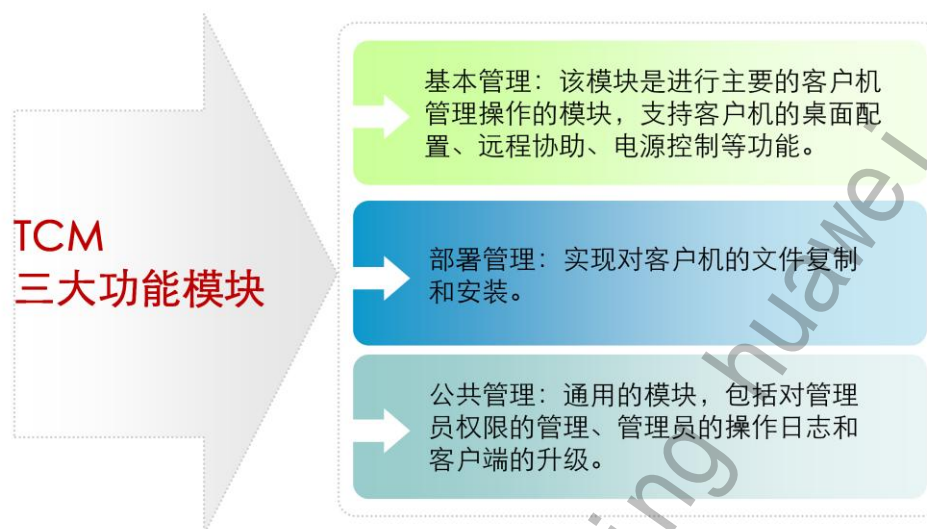 TCM
三大功能模块
基本管理：该模块是进行主要的客户机
管理操作的模块，支持客户机的桌面配
置、远程协助、电源控制等功能。
部署管理：实现对客户机的文件复制
和安装。
公共管理：通用的模块，包括对管理
员权限的管理、管理员的操作日志和
客户端的升级。
ing huawei